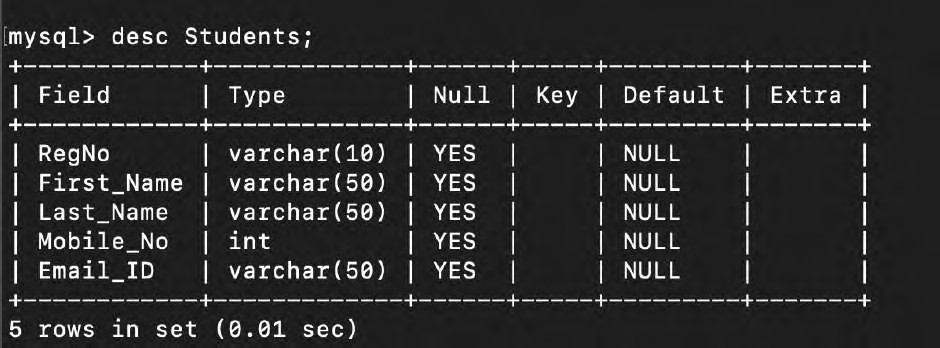 mysql> desc Students;
+------------+-------------+------+-----+---------+-------+
| Field      | Type        | Null | Key | Default | Extra |
+------------+-------------+------+-----+---------+-------+
| RegNo      | varchar(10) | YES  |     | NULL    |       |
| First_Name | varchar(50) | YES  |     | NULL    |       |
| Last_Name  | varchar(50) | YES  |     | NULL    |       |
| Mobile_No  | int         | YES  |     | NULL    |       |
| Email_ID   | varchar(50) | YES  |     | NULL    |       |
+------------+-------------+------+-----+---------+-------+
5 rows in set (0.01 sec)